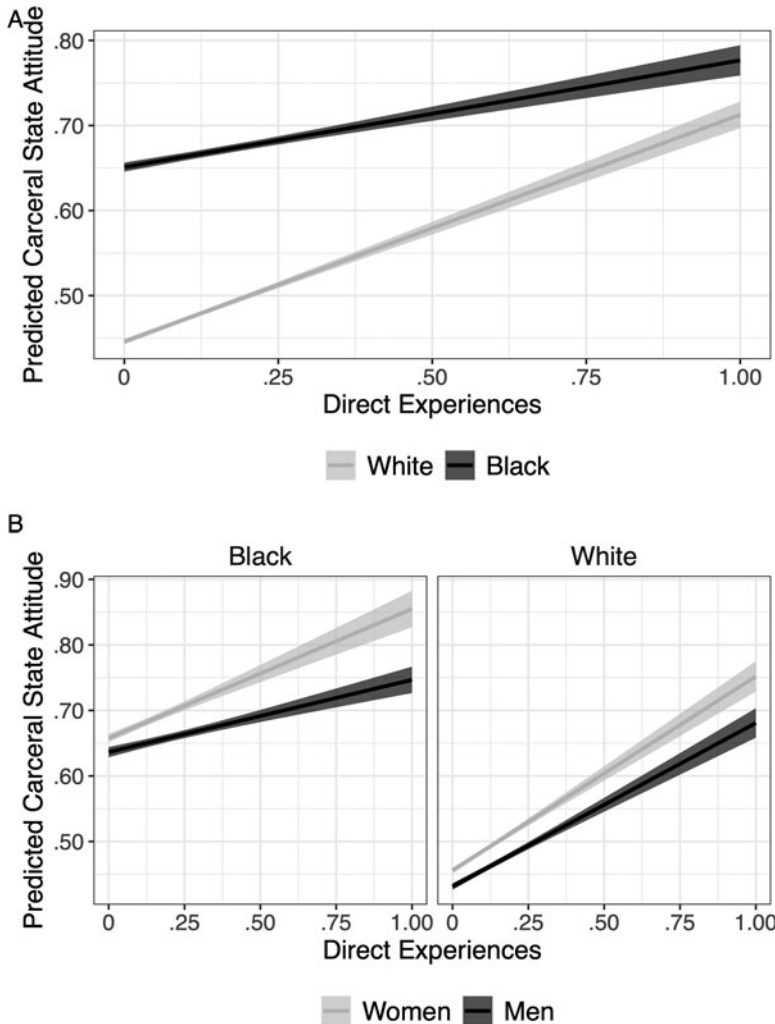 A
Predicted Carceral State Attitude
.80
.70
.60
.50
0 .25 .50 .75 1.00
Direct Experiences
White Black
B
Black White
Predicted Carceral State Attitude
.90
.80
.70
.60
.50
0 .25 .50 .75 1.00 0 .25 .50 .75 1.00
Direct Experiences
Women Men